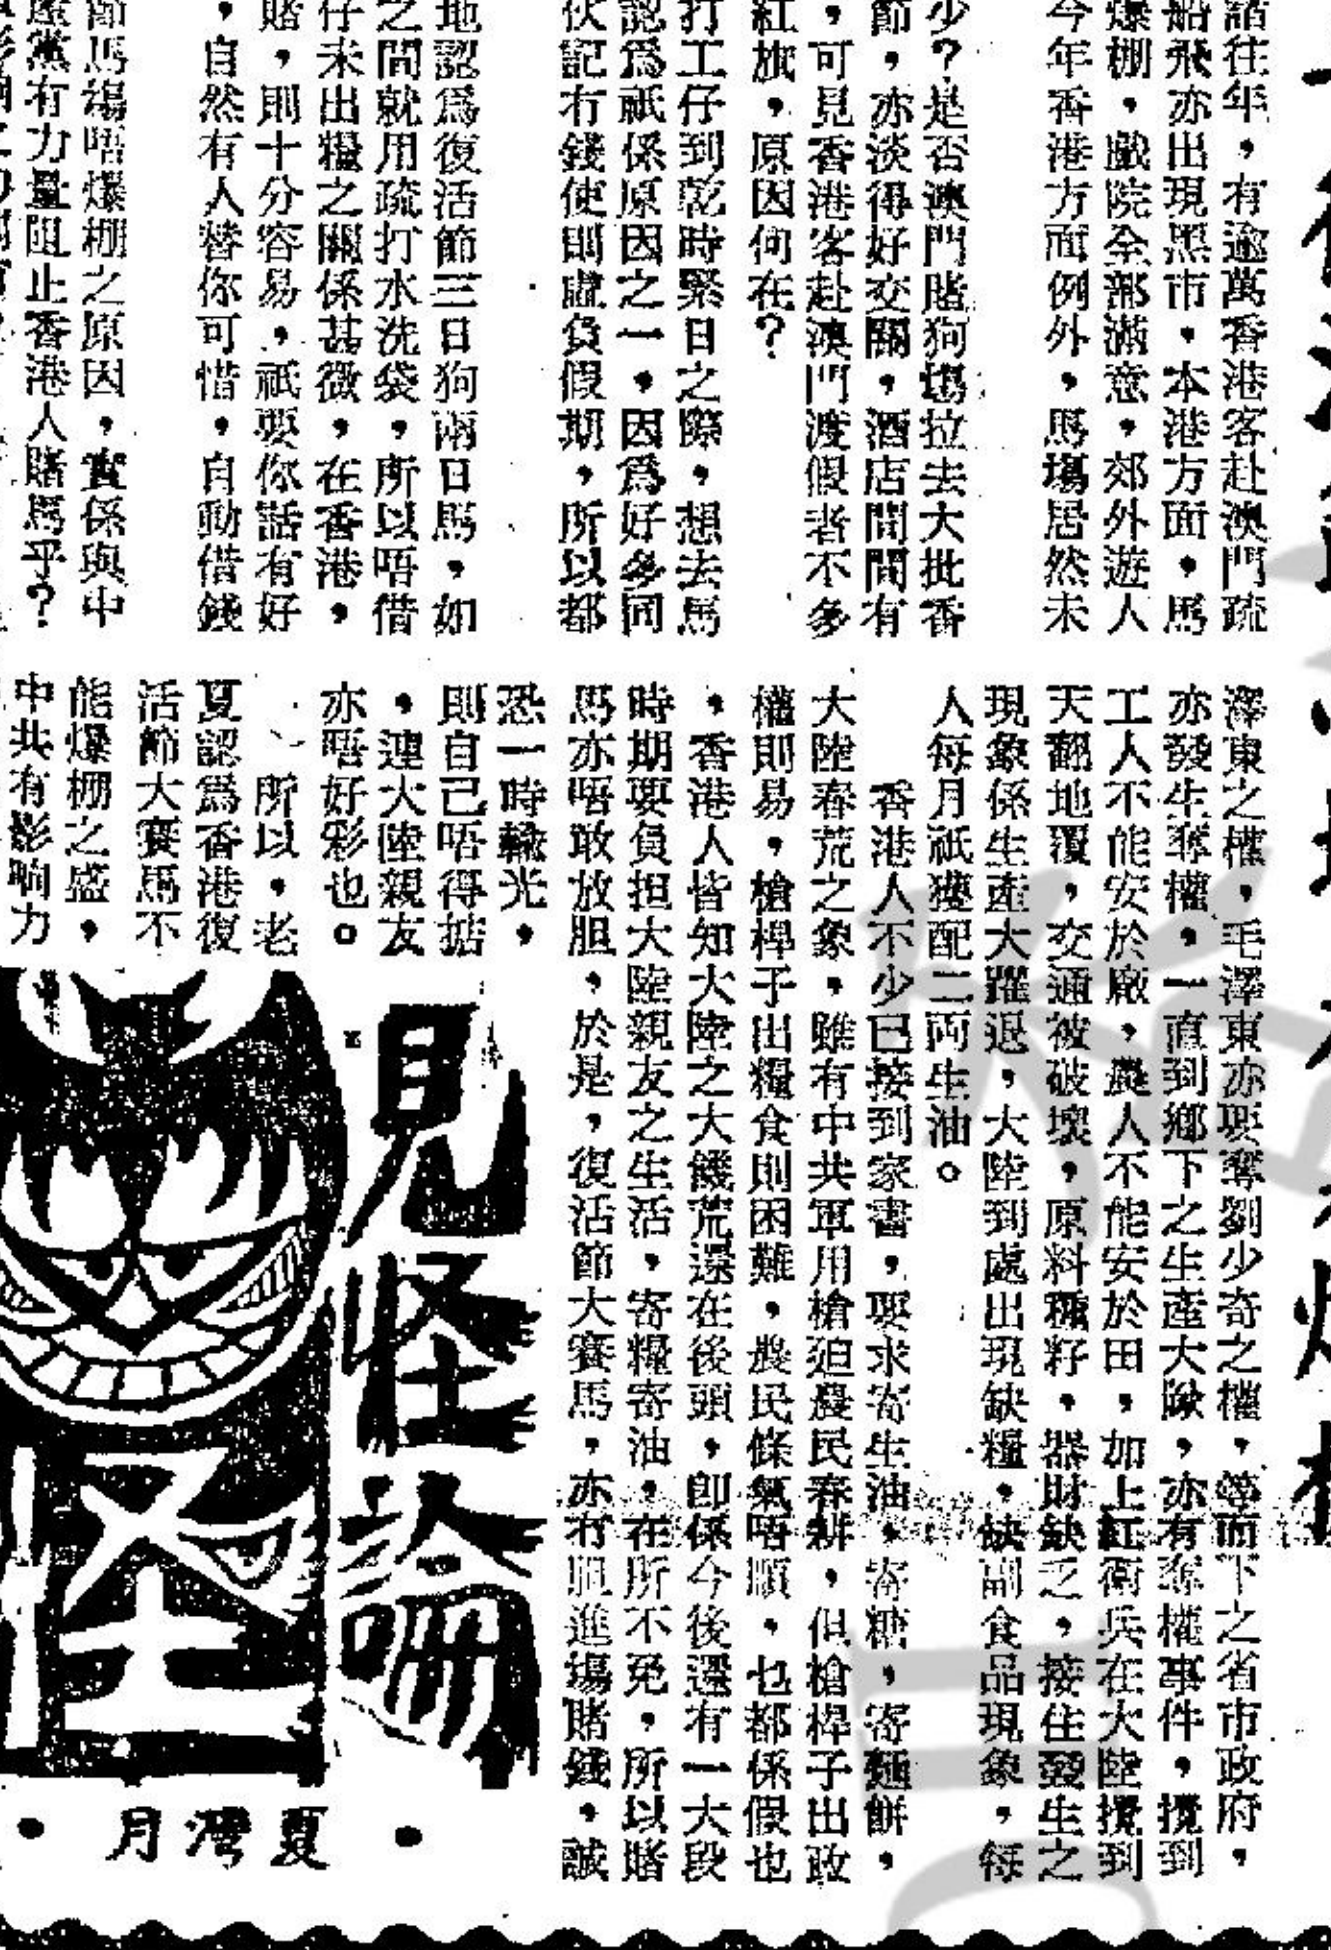 諸往年，有逾萬香港客赴澳門疏
船飛亦出現黑市。本港方面，馬
爆棚，戲院全部滿意，郊外遊人
今年香港方面例外，馬塲居然未
少？是否澳門賭狗塲拉去大批香
節，亦淡得好交關，酒店間間有
，可見香港客赴澳門渡假者不多
紅旗，原因何在？
打工仔到乾時緊日之際，想去馬
認爲祇係原因之一，因爲好多同
伙記冇錢使則虛負假期，所以都
地認爲復活節三日狗兩日馬，如
之間就用疏打水洗袋，所以唔借
仔未出糧之關係甚微，在香港，
賭，則十分容易，祇要你話有好
，自然有人替你可惜，自動借錢
節馬塲唔爆棚之原因，實係與中
產黨有力量阻止香港人賭馬乎？
澤東之權，毛澤東亦要奪劉少奇之權，等而下之省市政府，
亦發生奪權，一直到鄉下之生產大隊，亦有奪權事件，攪到
工人不能安於廠，農人不能安於田，加上紅衛兵在大陸攪到
天翻地覆，交通被破壞，原料種籽，器財缺乏，接住發生之
現象係生產大躍退，大陸到處出現缺糧，缺副食品現象，每
人每月祇獲配二両生油。
香港人不少已接到家書，要求寄生油，寄糖，寄麵餅，
大陸春荒之象，雖有中共軍用槍廹農民春耕，但槍桿子出政
權則易，槍桿子出糧食則困難，農民條氣唔順，乜都係假也
，香港人皆知大陸之大饑荒還在後頭，卽係今後還有一大段
時期要負担大陸親友之生活，寄糧寄油，在所不免，所以賭
馬亦唔敢放胆，於是，復活節大賽馬，亦冇胆進塲賭錢，誠
恐一時輸光，
則自己唔得掂
，連大陸親友
亦唔好彩也。
所以，老
夏認爲香港復
活節大賽馬不
能爆棚之盛，
中共有影响力
見怪論
怪
・夏灣月・